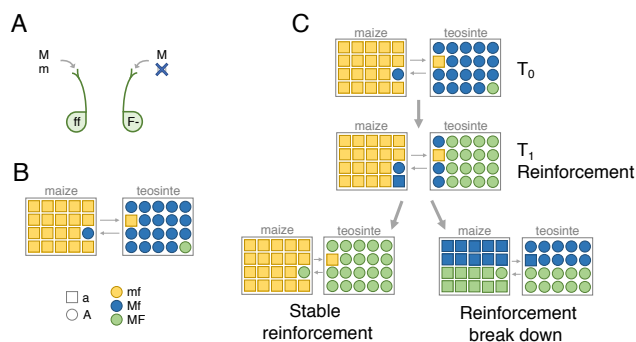 A
M
m
M
ff
F-
B
maize
teosinte
a
A
mf
Mf
MF
C
maize
teosinte
T0
maize
teosinte
T1
Reinforcement
maize
teosinte
Stable
reinforcement
maize
teosinte
Reinforcement
break down